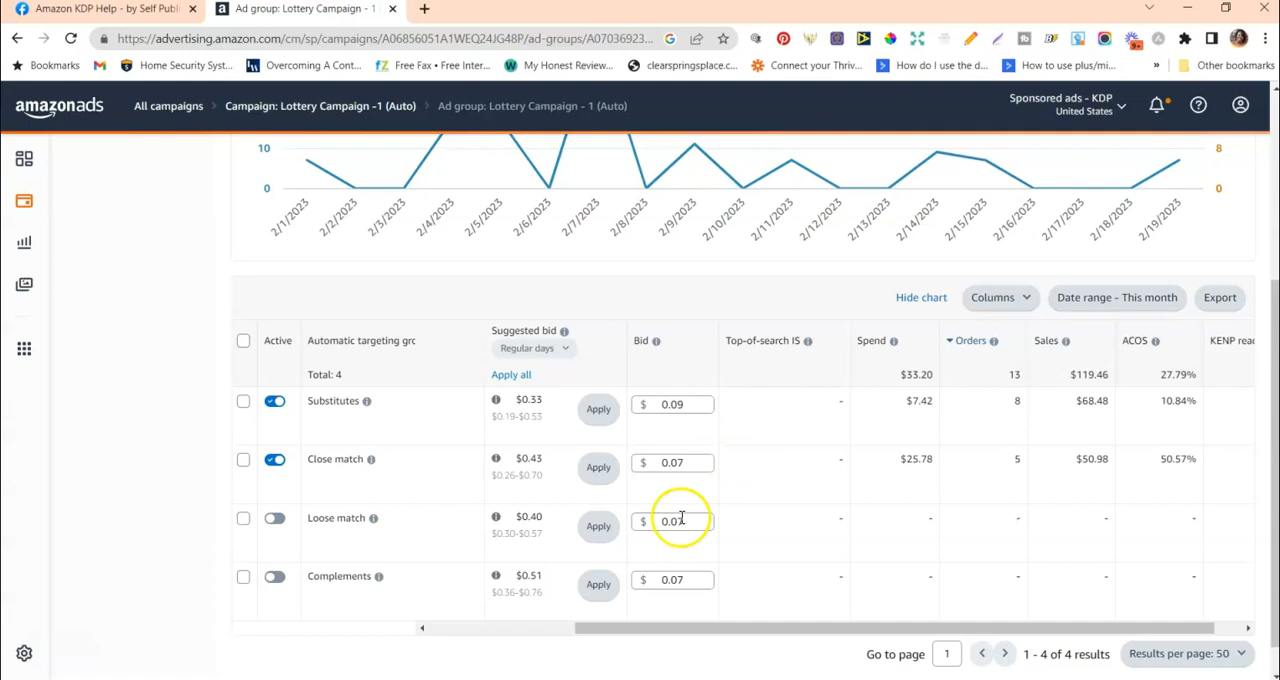 Amazon KDP Help - by Self Publ
Ad group: Lottery Campaign - 1
https://advertising.amazon.com/cm/sp/campaigns/A06856051A1WEQ24JG48P/ad-groups/A07036923...
Bookmarks
Home Security Syst...
Overcoming A Cont...
Free Fax • Free Inter...
My Honest Review...
clearspringsplace.c...
Connect your Thriv...
How do I use the d...
How to use plus/mi...
»
Other bookmarks
amazonads
All campaigns
Campaign: Lottery Campaign -1 (Auto)
Ad group: Lottery Campaign - 1 (Auto)
Sponsored ads - KDP
United States
10
8
0
0
2/1/2023
2/2/2023
2/3/2023
2/4/2023
2/5/2023
2/6/2023
2/7/2023
2/8/2023
2/9/2023
2/10/2023
2/11/2023
2/12/2023
2/13/2023
2/14/2023
2/15/2023
2/16/2023
2/17/2023
2/18/2023
2/19/2023
Hide chart
Columns
Date range - This month
Export
Active
Automatic targeting grc
Suggested bid
Regular days
Bid
Top-of-search IS
Spend
Orders
Sales
ACOS
KENP reac
Total: 4
Apply all
$33.20
13
$119.46
27.79%
Substitutes
$0.33
$0.19-$0.53
Apply
$ 0.09
-
$7.42
8
$68.48
10.84%
Close match
$0.43
$0.26-$0.70
Apply
$ 0.07
-
$25.78
5
$50.98
50.57%
Loose match
$0.40
$0.30-$0.57
Apply
$ 0.07
-
-
-
-
-
Complements
$0.51
$0.36-$0.76
Apply
$ 0.07
-
-
-
-
-
Go to page
1
1 - 4 of 4 results
Results per page: 50